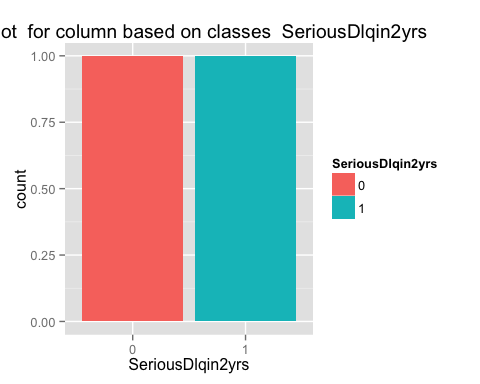 ot for column based on classes SeriousDlqin2yrs
1.00
0.75
0.50
0.25
0.00
count
0
1
SeriousDlqin2yrs
SeriousDlqin2yrs
0
1